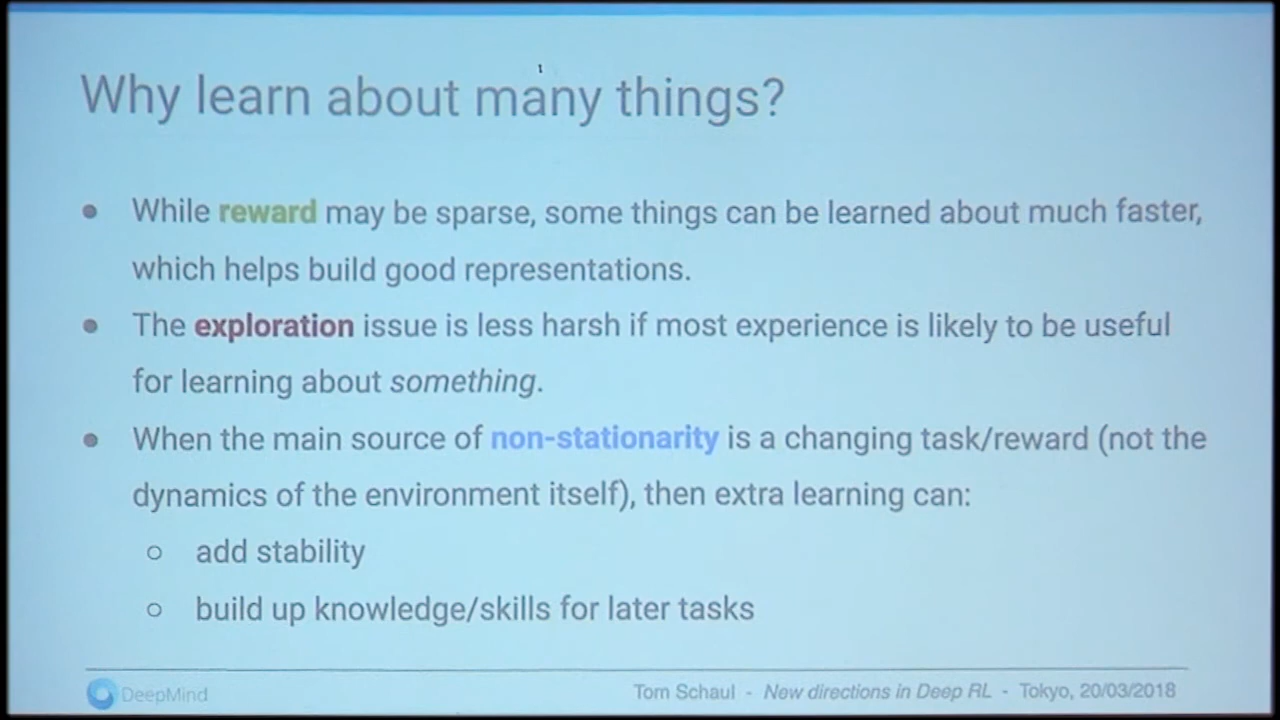 Why learn about many things?
● While reward may be sparse, some things can be learned about much faster,
which helps build good representations.
● The exploration issue is less harsh if most experience is likely to be useful
for learning about something.
● When the main source of non-stationarity is a changing task/reward (not the
dynamics of the environment itself), then extra learning can:
○ add stability
○ build up knowledge/skills for later tasks
DeepMind
Tom Schaul - New directions in Deep RL - Tokyo, 20/03/2018